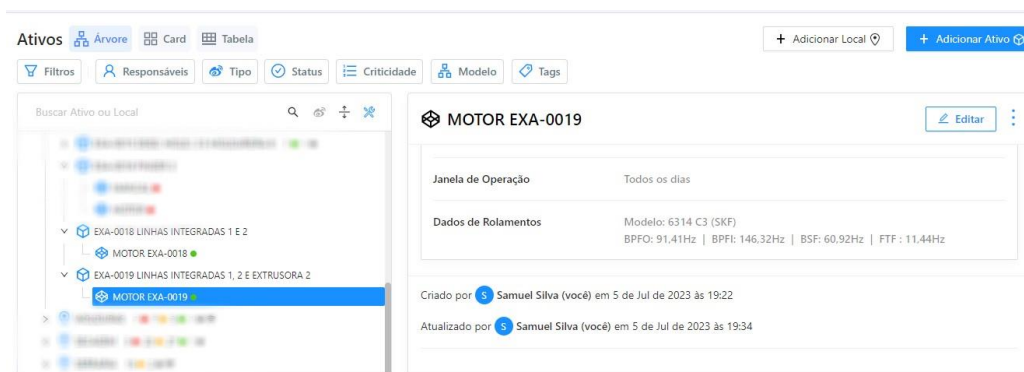 Ativos Árvore Card Tabela
+ Adicionar Local
+ Adicionar Ativo
Filtros Responsáveis Tipo Status Criticidade Modelo Tags
Buscar Ativo ou Local
EXA-0018 LINHAS INTEGRADAS 1 E 2
MOTOR EXA-0018
EXA-0019 LINHAS INTEGRADAS 1, 2 E EXTRUSORA 2
MOTOR EXA-0019
MOTOR EXA-0019
Editar
Janela de Operação Todos os dias
Dados de Rolamentos Modelo: 6314 C3 (SKF)
BPFO: 91,41Hz | BPFI: 146,32Hz | BSF: 60,92Hz | FTF : 11,44Hz
Criado por S Samuel Silva (você) em 5 de Jul de 2023 às 19:22
Atualizado por S Samuel Silva (você) em 5 de Jul de 2023 às 19:34